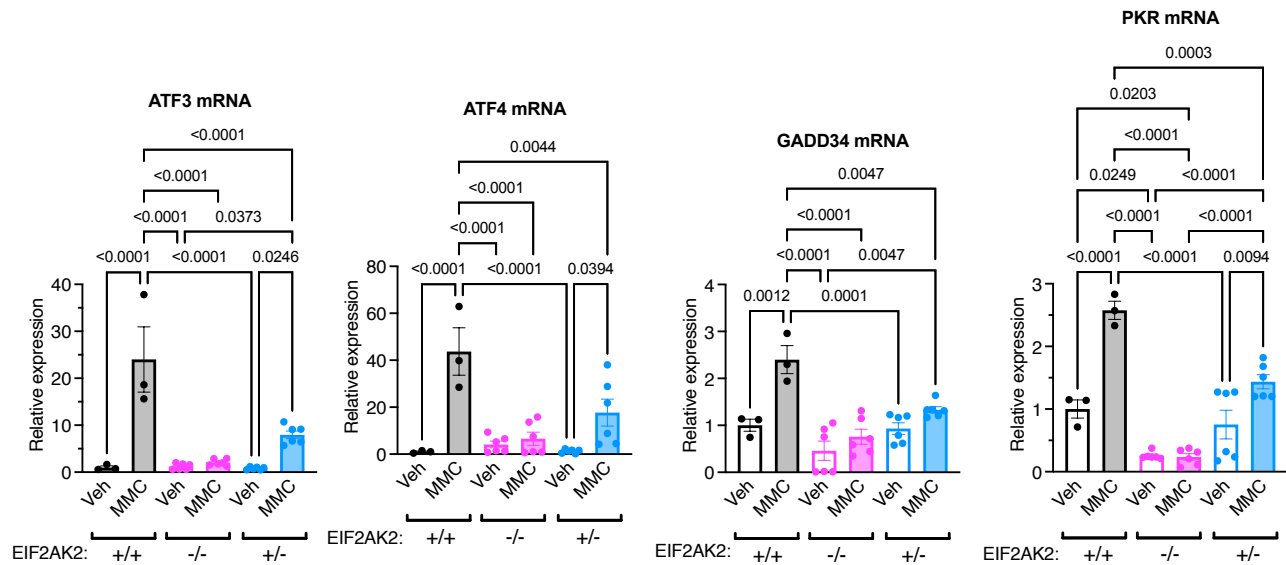 ATF3 mRNA
<0.0001
<0.0001
<0.0001 0.0373
<0.0001 <0.0001 0.0246
Relative expression
40
30
20
10
0
Veh MMC Veh MMC Veh MMC
EIF2AK2: +/+ -/- +/-
ATF4 mRNA
0.0044
<0.0001
<0.0001
<0.0001 <0.0001 0.0394
Relative expression
80
60
40
20
0
Veh MMC Veh MMC Veh MMC
EIF2AK2: +/+ -/- +/-
GADD34 mRNA
0.0047
<0.0001
<0.0001 0.0047
0.0012 0.0001
Relative expression
4
3
2
1
0
Veh MMC Veh MMC Veh MMC
EIF2AK2: +/+ -/- +/-
PKR mRNA
0.0003
0.0203
<0.0001
0.0249 <0.0001
<0.0001 <0.0001
<0.0001 <0.0001 0.0094
Relative expression
3
2
1
0
Veh MMC Veh MMC Veh MMC
EIF2AK2: +/+ -/- +/-